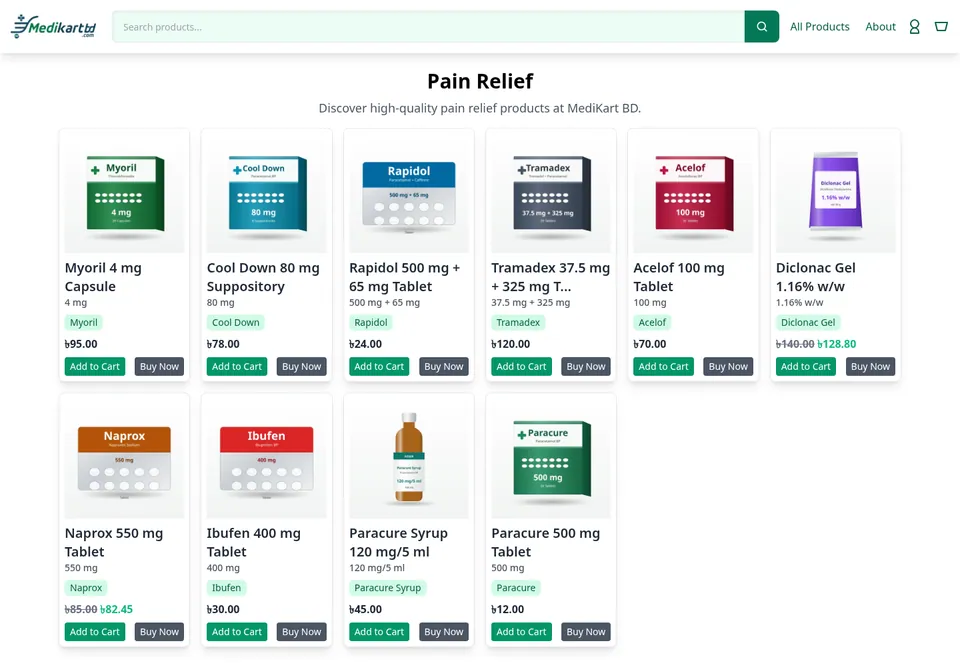 Medikartbd
.com
Search products...
All Products
About
Pain Relief
Discover high-quality pain relief products at MediKart BD.
Myoril
4 mg
Myoril 4 mg
Capsule
4 mg
Myoril
৳95.00
Add to Cart
Buy Now
Cool Down
80 mg
Cool Down 80 mg
Suppository
80 mg
Cool Down
৳78.00
Add to Cart
Buy Now
Rapidol
500 mg + 65 mg
Rapidol 500 mg +
65 mg Tablet
500 mg + 65 mg
Rapidol
৳24.00
Add to Cart
Buy Now
Tramadex
37.5 mg + 325 mg
Tramadex 37.5 mg
+ 325 mg T...
37.5 mg + 325 mg
Tramadex
৳120.00
Add to Cart
Buy Now
Acelof
100 mg
Acelof 100 mg
Tablet
100 mg
Acelof
৳70.00
Add to Cart
Buy Now
Diclonac Gel
1.16% w/w
Diclonac Gel
1.16% w/w
1.16% w/w
Diclonac Gel
৳140.00 ৳128.80
Add to Cart
Buy Now
Naprox
550 mg
Naprox 550 mg
Tablet
550 mg
Naprox
৳85.00 ৳82.45
Add to Cart
Buy Now
Ibufen
400 mg
Ibufen 400 mg
Tablet
400 mg
Ibufen
৳30.00
Add to Cart
Buy Now
Paracure Syrup
120 mg/5 ml
Paracure Syrup
120 mg/5 ml
120 mg/5 ml
Paracure Syrup
৳45.00
Add to Cart
Buy Now
Paracure
500 mg
Paracure 500 mg
Tablet
500 mg
Paracure
৳12.00
Add to Cart
Buy Now